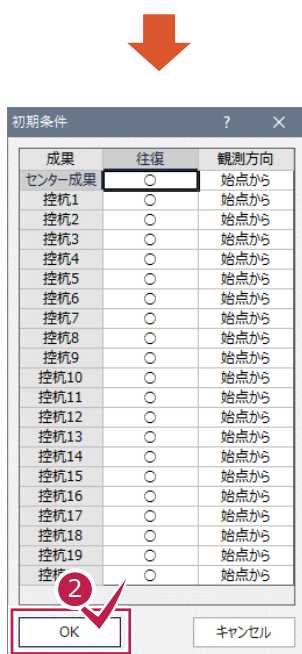 初期条件 ? ×
成果 往復 観測方向
センター成果 ○ 始点から
控杭1 ○ 始点から
控杭2 ○ 始点から
控杭3 ○ 始点から
控杭4 ○ 始点から
控杭5 ○ 始点から
控杭6 ○ 始点から
控杭7 ○ 始点から
控杭8 ○ 始点から
控杭9 ○ 始点から
控杭10 ○ 始点から
控杭11 ○ 始点から
控杭12 ○ 始点から
控杭13 ○ 始点から
控杭14 ○ 始点から
控杭15 ○ 始点から
控杭16 ○ 始点から
控杭17 ○ 始点から
控杭18 ○ 始点から
控杭19 ○ 始点から
控 ○ 始点から
2
OK キャンセル